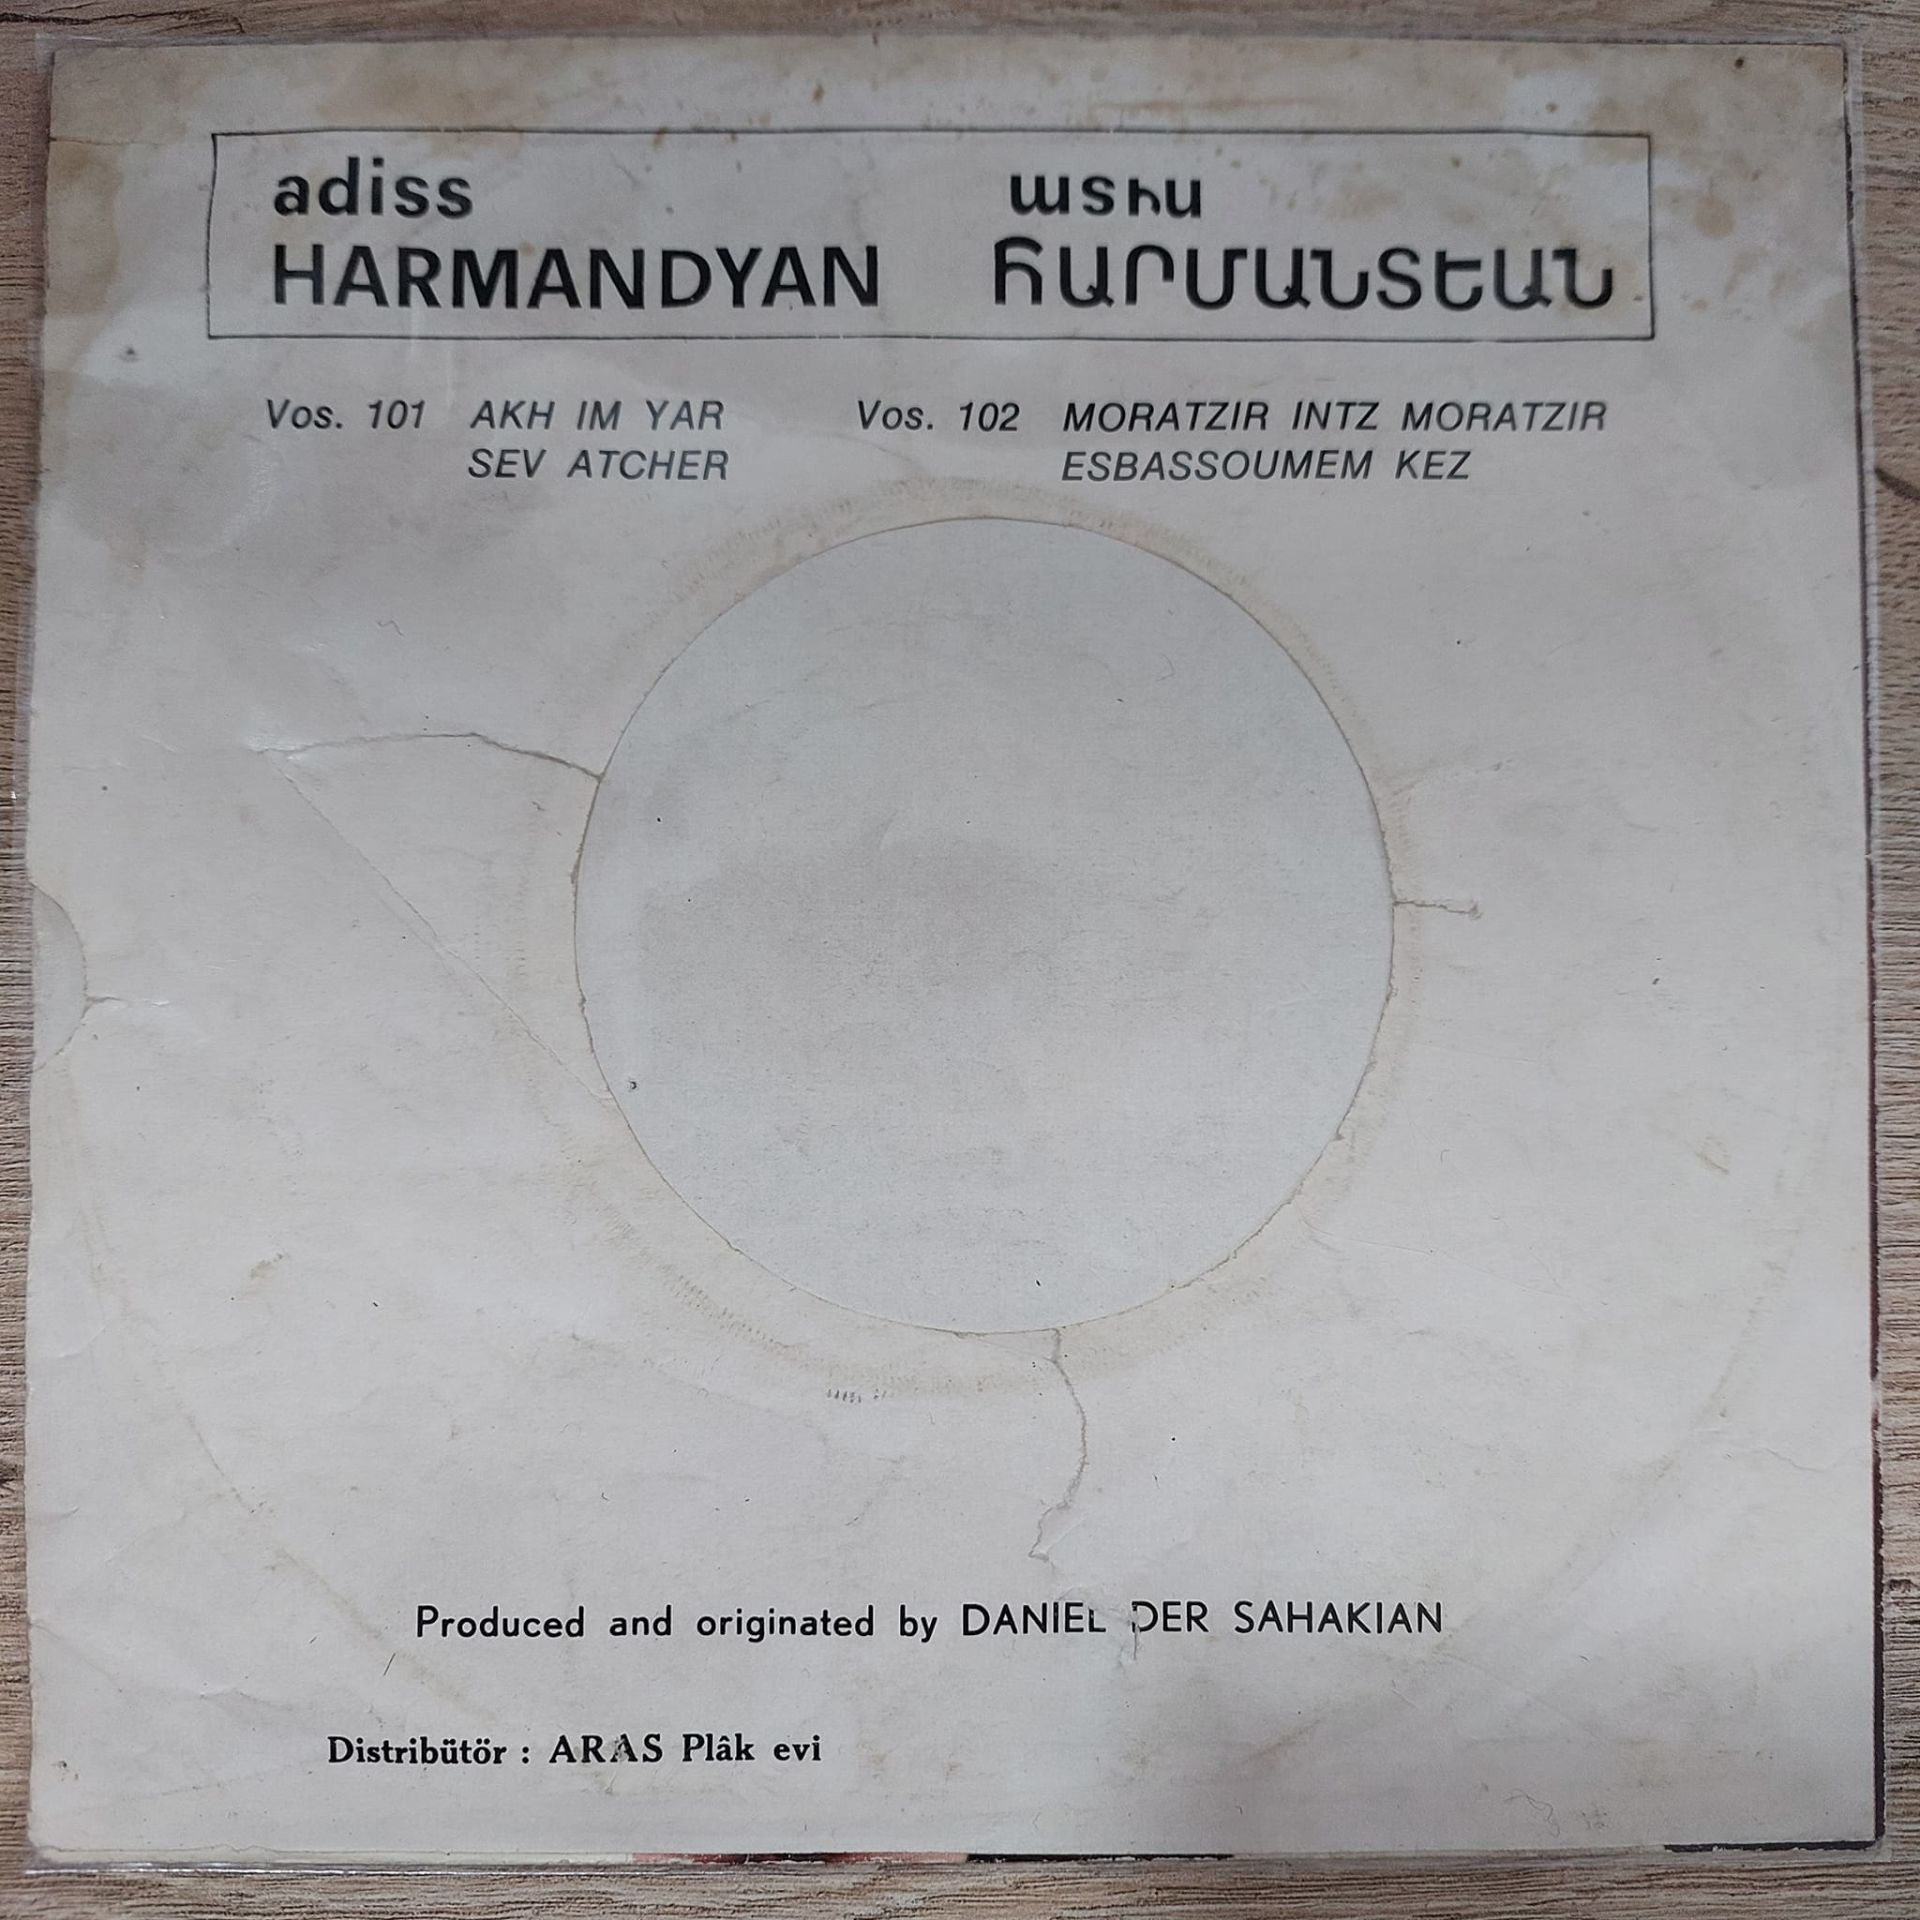 adiss
HARMANDYAN
ատիս
ՀԱՐՄԱՆՏԵԱՆ
Vos. 101 AKH IM YAR
SEV ATCHER
Vos. 102 MORATZIR INTZ MORATZIR
ESBASSOUMEM KEZ
Produced and originated by DANIEL DER SAHAKIAN
Distribütör : ARAS Plâk evi